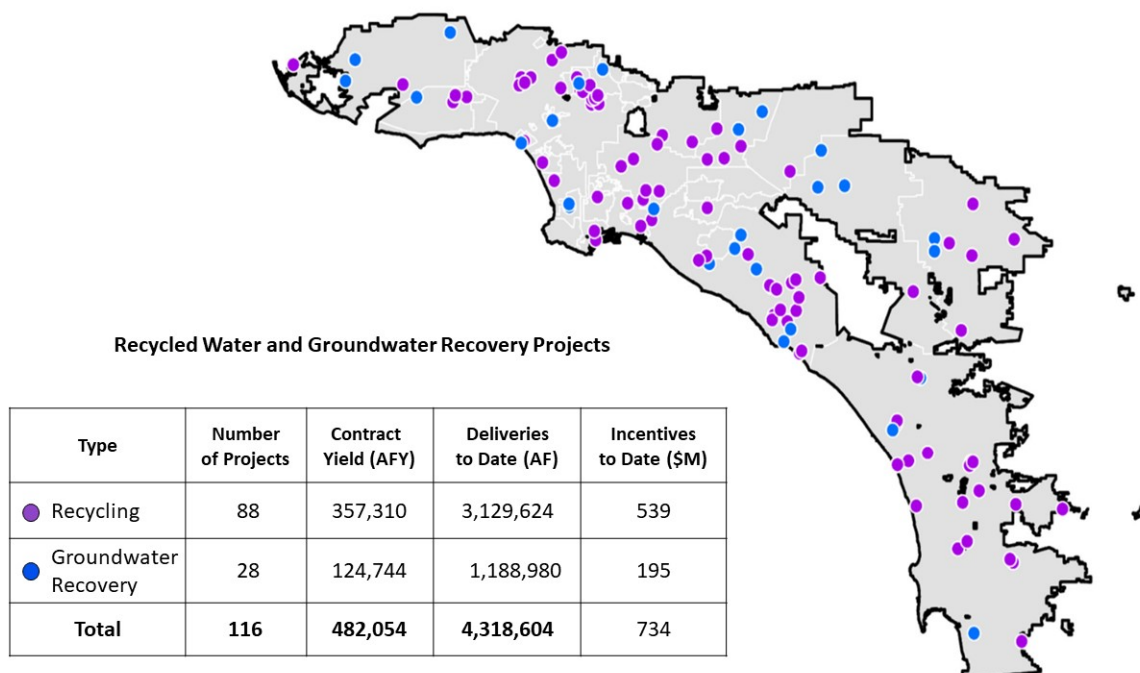 Recycled Water and Groundwater Recovery Projects
Type
Number
of Projects
Contract
Yield (AFY)
Deliveries
to Date (AF)
Incentives
to Date ($M)
Recycling
88
357,310
3,129,624
539
Groundwater
Recovery
28
124,744
1,188,980
195
Total
116
482,054
4,318,604
734